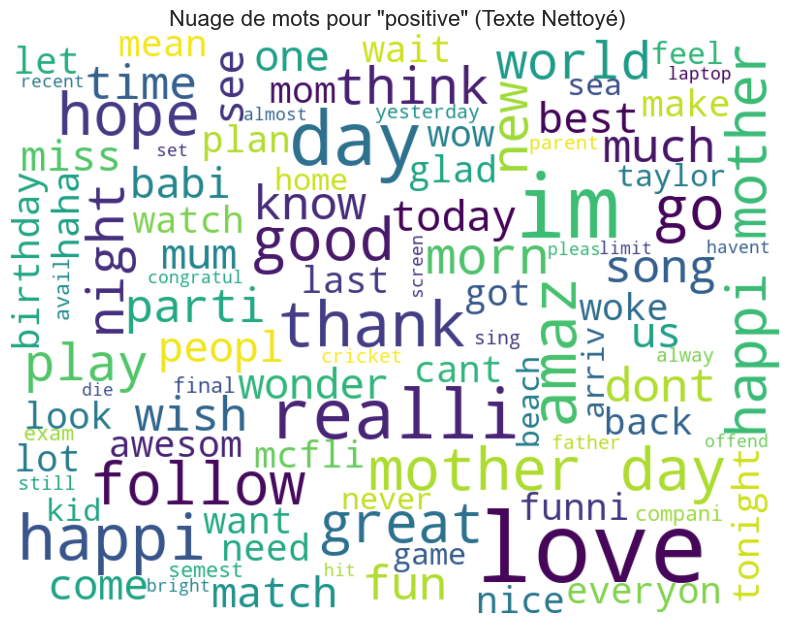 Nuage de mots pour "positive" (Texte Nettoyé)
let mean see one wait world feel mother
recent time hope mom think sea laptop
almost day yesterday new best make
miss set plan wow much parent
birthday haha night babi home glad im taylor go
watch know today
avail mum good morn pleas limit havent
congratul last screen got song
parti thank amaz woke us happi
play peopl cricket sing arriv alway
die final wonder cant beach dont
look wish realli back
exam awesom mcfli father offend
lot follow mother day tonight
still never
kid want great funni compani
happi need game love
semest hit
come bright match fun nice everyon